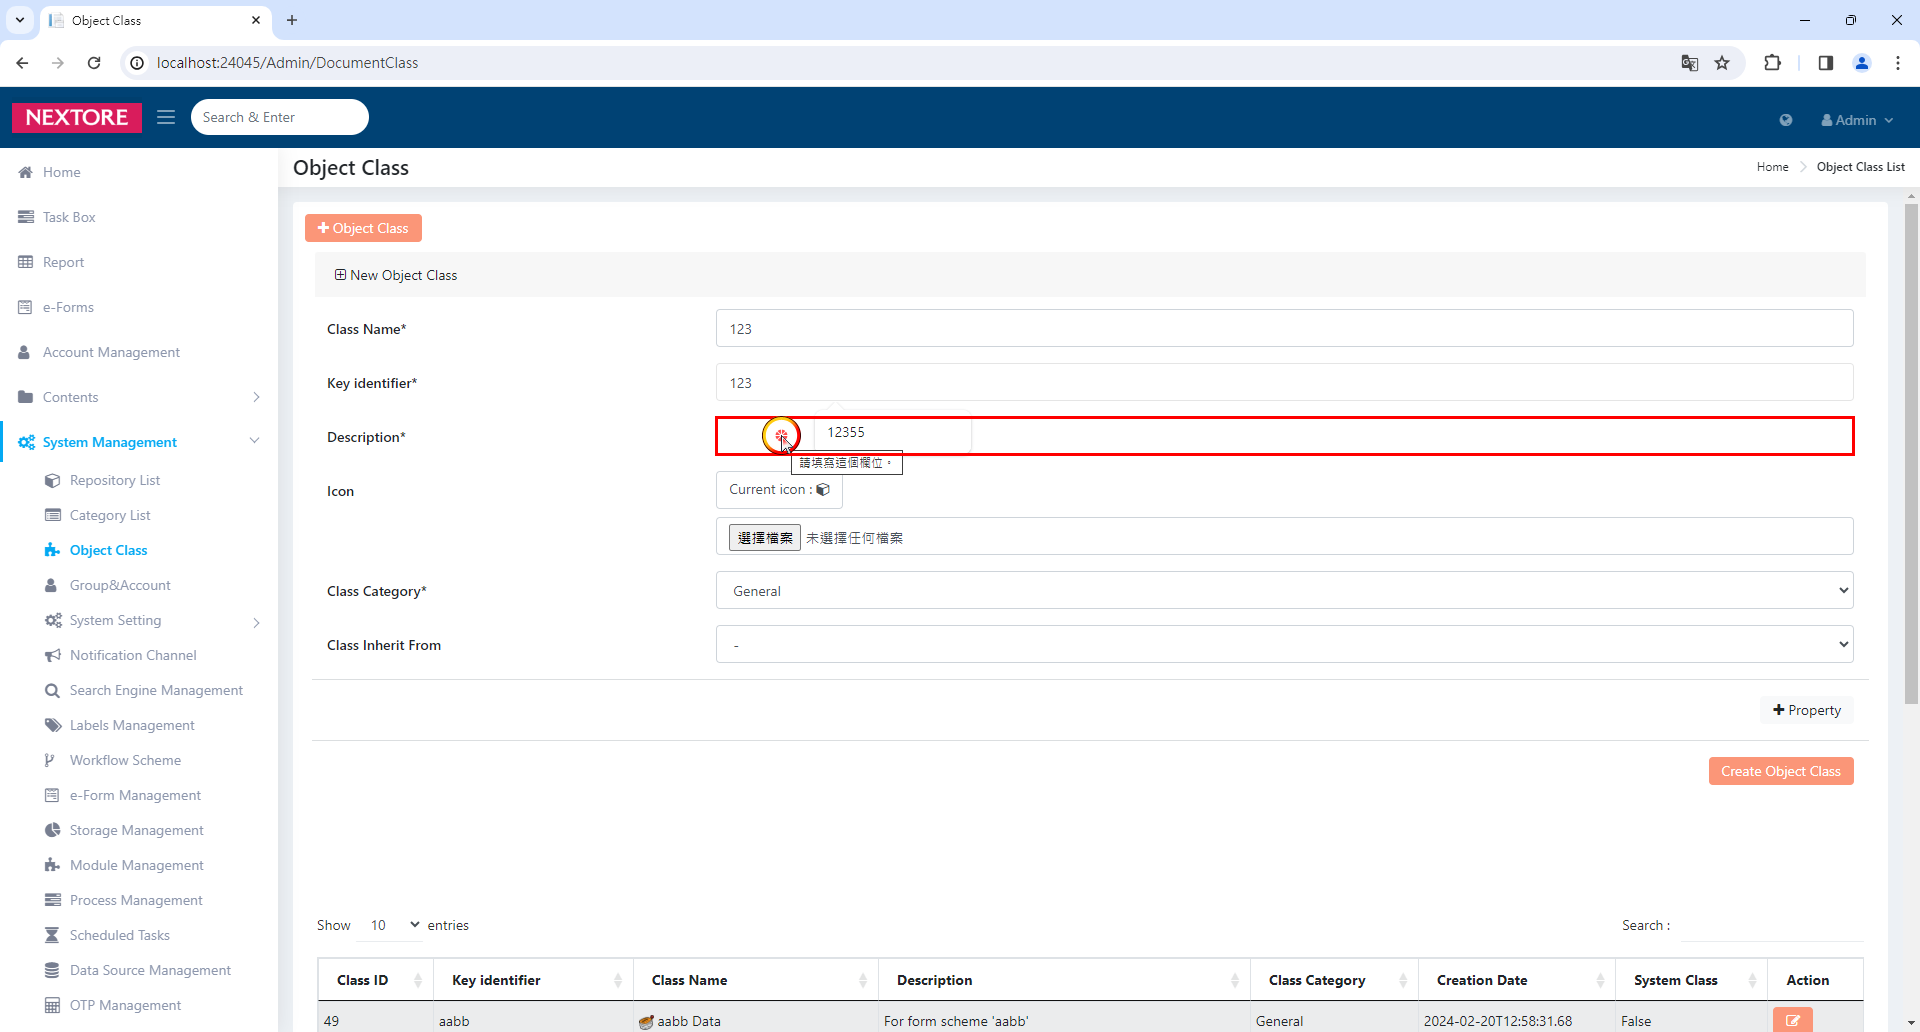 Object Class
localhost:24045/Admin/DocumentClass
NEXTORE
Search & Enter
Admin
Home
Task Box
Report
e-Forms
Account Management
Contents
System Management
Repository List
Category List
Object Class
Group&Account
System Setting
Notification Channel
Search Engine Management
Labels Management
Workflow Scheme
e-Form Management
Storage Management
Module Management
Process Management
Scheduled Tasks
Data Source Management
OTP Management
Object Class
Home Object Class List
Object Class
New Object Class
Class Name* 123
Key identifier* 123
Description* 12355
請填寫這個欄位。
Icon Current icon :
選擇檔案 未選擇任何檔案
Class Category* General
Class Inherit From -
Property
Create Object Class
Show 10 entries Search :
Class ID Key identifier Class Name Description Class Category Creation Date System Class Action
49 aabb aabb Data For form scheme 'aabb' General 2024-02-20T12:58:31.68 False